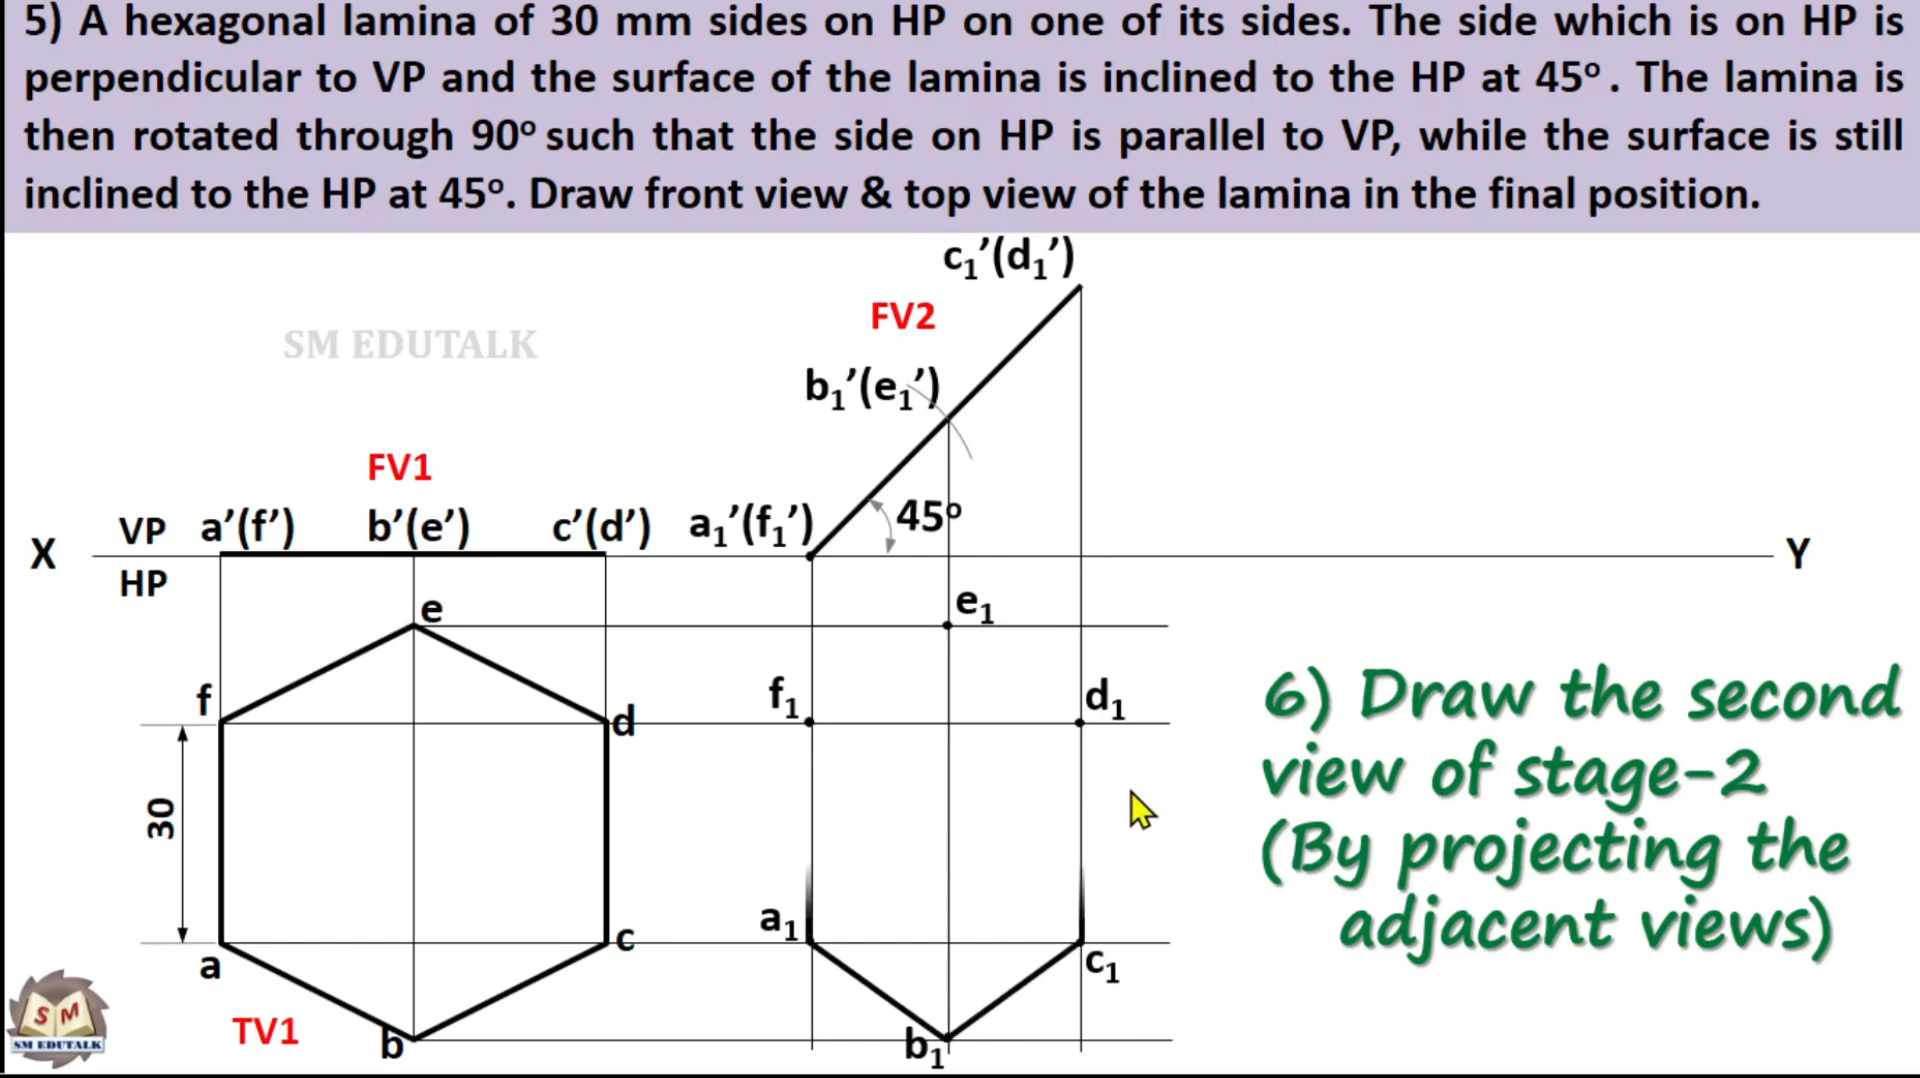 5) A hexagonal lamina of 30 mm sides on HP on one of its sides. The side which is on HP is
perpendicular to VP and the surface of the lamina is inclined to the HP at 45º. The lamina is
then rotated through 90º such that the side on HP is parallel to VP, while the surface is still
inclined to the HP at 45º. Draw front view & top view of the lamina in the final position.
c₁’(d₁’)
FV2
SM EDUTALK
b₁’(e₁’)
FV1
X VP a’(f’) b’(e’) c’(d’) a₁’(f₁’) 45º Y
HP
e e₁
f d f₁ d₁
6) Draw the second
view of stage-2
(By projecting the
adjacent views)
30
a c a₁ c₁
TV1 b b₁
S M
SM EDUTALK